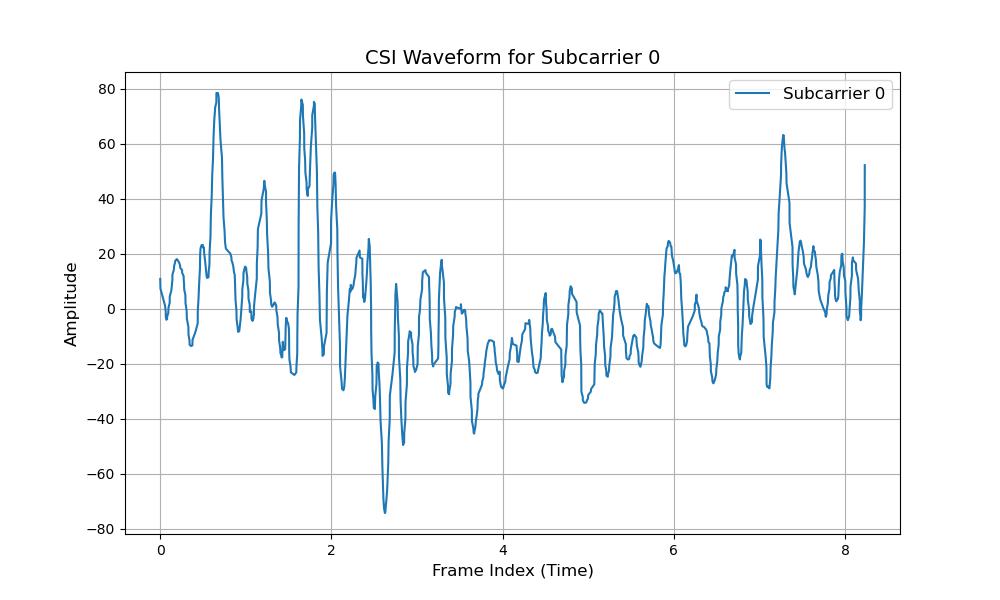 CSI Waveform for Subcarrier 0
Subcarrier 0
80
60
40
20
0
−20
−40
−60
−80
Amplitude
0 2 4 6 8
Frame Index (Time)